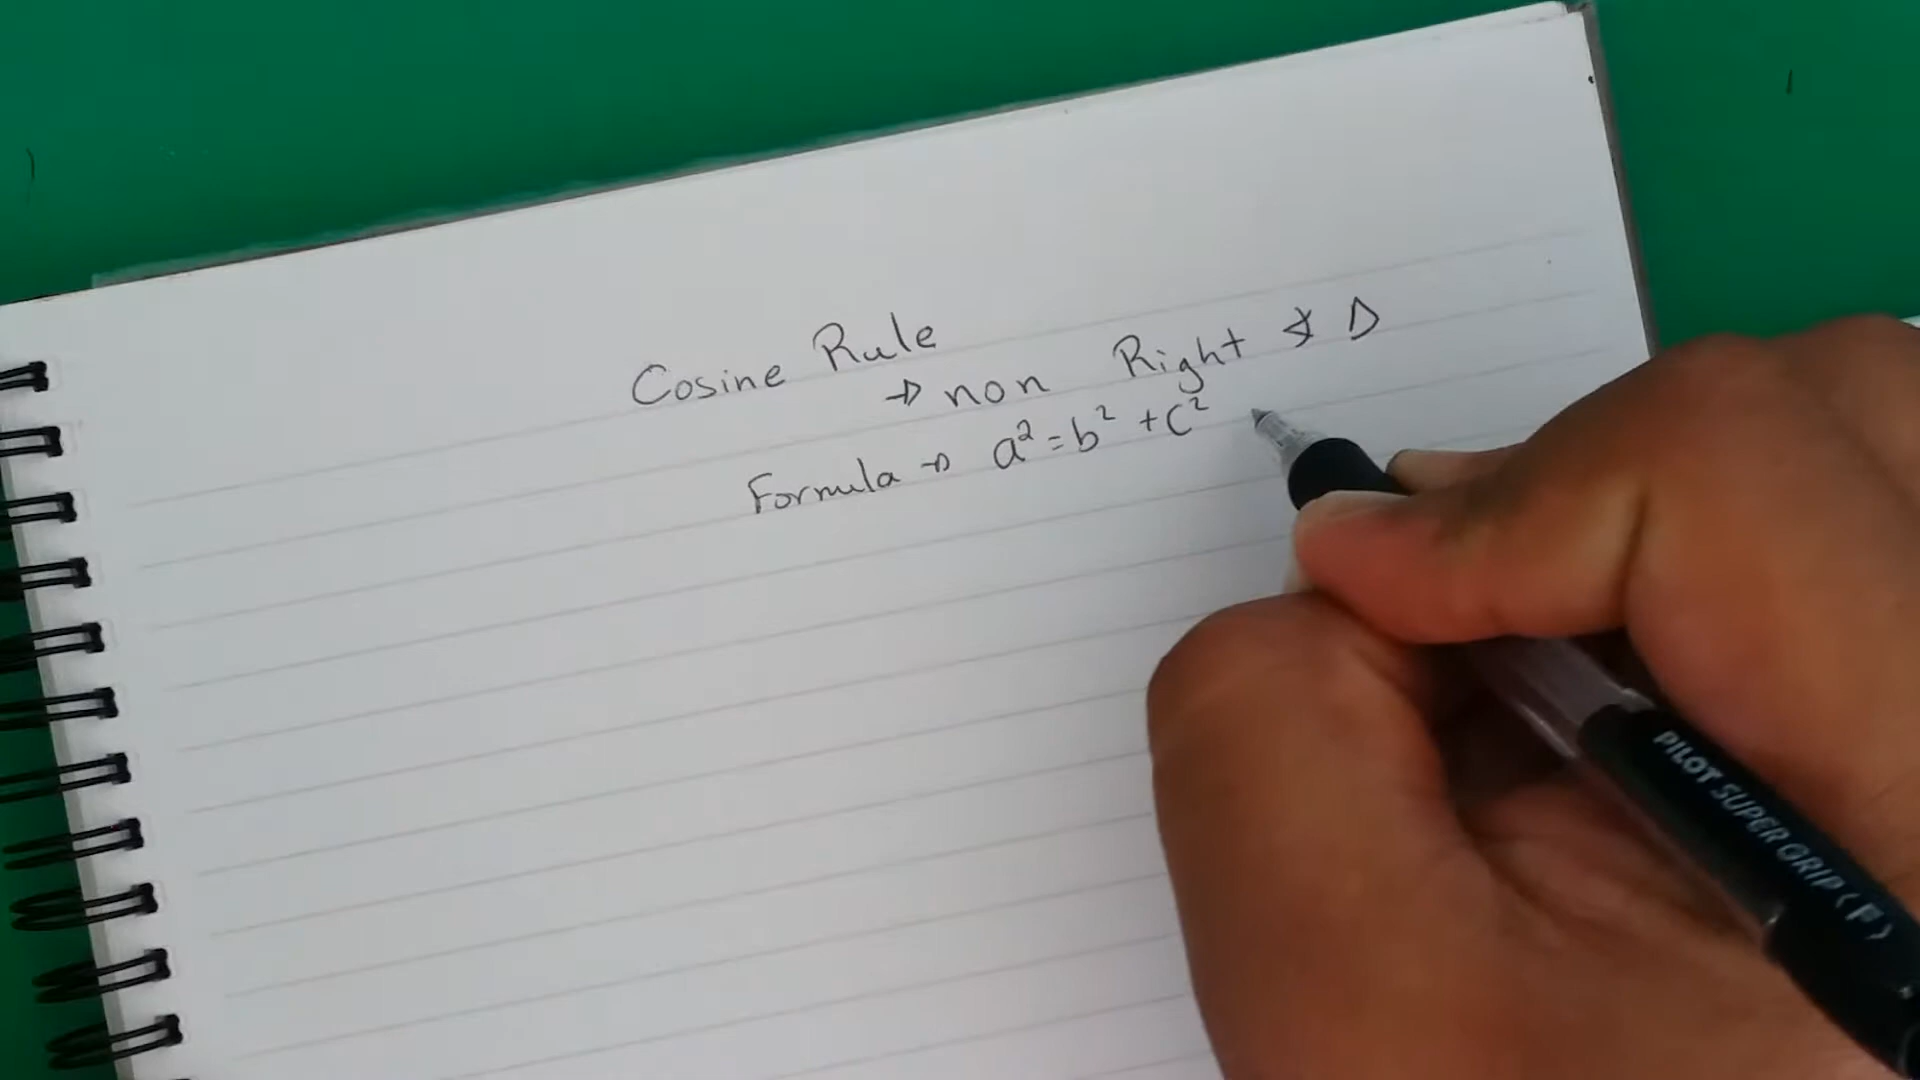 Cosine Rule
→ non Right ∡ Δ
Formula → a² = b² + c²
PILOT SUPER GRIP (F)